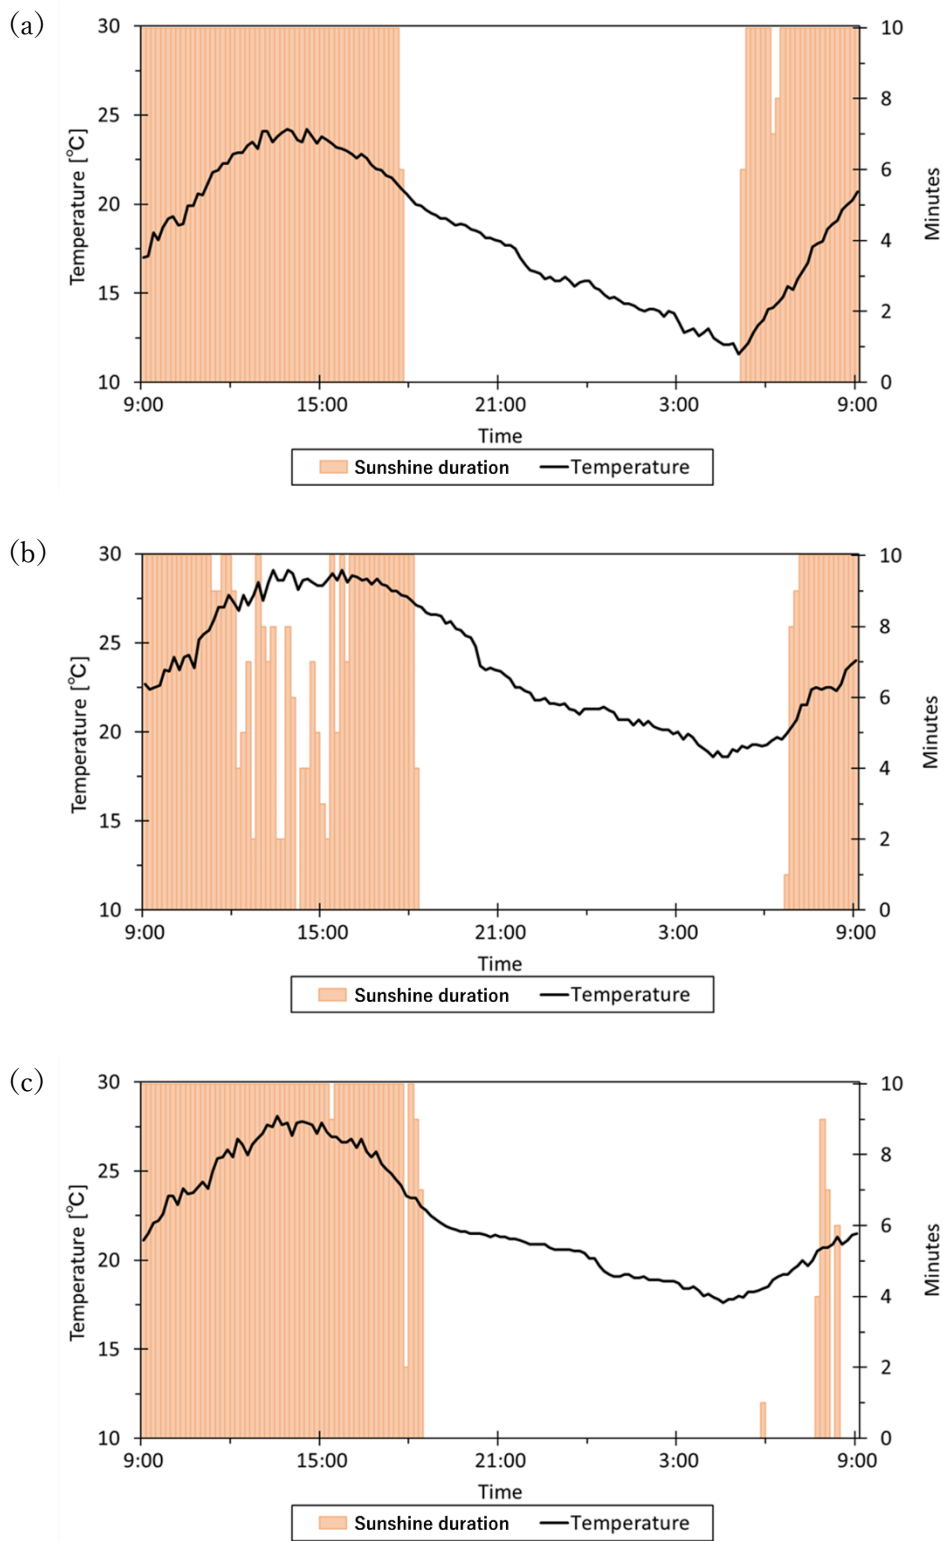 (a)
30
25
20
15
10
Temperature [℃]
10
8
6
4
2
0
Minutes
9:00 15:00 21:00 3:00 9:00
Time
Sunshine duration Temperature
(b)
30
25
20
15
10
Temperature [℃]
10
8
6
4
2
0
Minutes
9:00 15:00 21:00 3:00 9:00
Time
Sunshine duration Temperature
(c)
30
25
20
15
10
Temperature [℃]
10
8
6
4
2
0
Minutes
9:00 15:00 21:00 3:00 9:00
Time
Sunshine duration Temperature